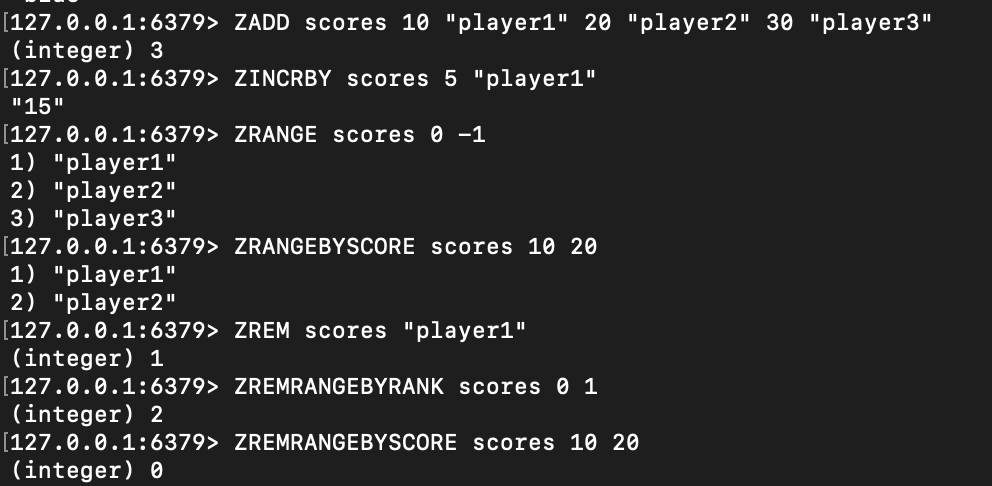 [127.0.0.1:6379> ZADD scores 10 "player1" 20 "player2" 30 "player3"
(integer) 3
[127.0.0.1:6379> ZINCRBY scores 5 "player1"
"15"
[127.0.0.1:6379> ZRANGE scores 0 -1
1) "player1"
2) "player2"
3) "player3"
[127.0.0.1:6379> ZRANGEBYSCORE scores 10 20
1) "player1"
2) "player2"
[127.0.0.1:6379> ZREM scores "player1"
(integer) 1
[127.0.0.1:6379> ZREMRANGEBYRANK scores 0 1
(integer) 2
[127.0.0.1:6379> ZREMRANGEBYSCORE scores 10 20
(integer) 0